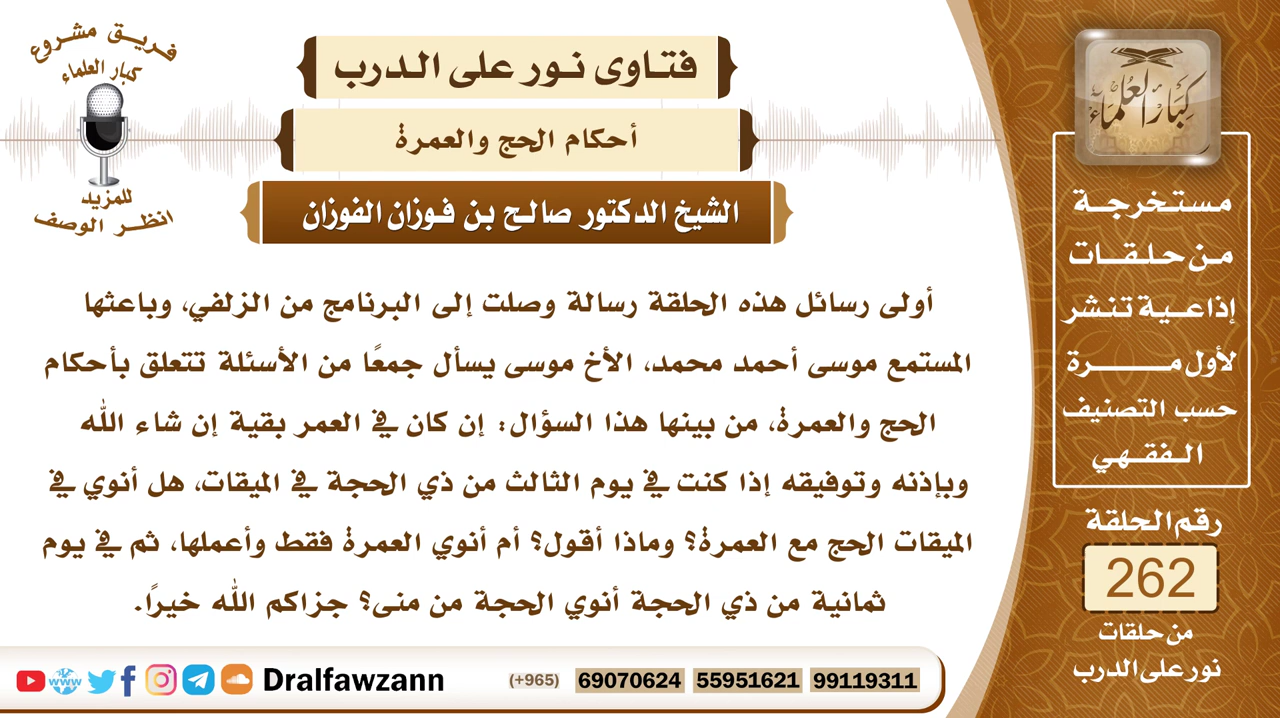 فريق مشروع
كبار العلماء
للمزيد
انظر الوصف
فتاوى نور على الدرب
أحكام الحج والعمرة
الشيخ الدكتور صالح بن فوزان الفوزان
أولى رسائل هذه الحلقة رسالة وصلت إلى البرنامج من الزلفي، وباعثها
المستمع موسى أحمد محمد، الأخ موسى يسأل جمعًا من الأسئلة تتعلق بأحكام
الحج والعمرة، من بينها هذا السؤال: إن كان في العمر بقية إن شاء الله
وبإذنه وتوفيقه إذا كنت في يوم الثالث من ذي الحجة في الميقات، هل أنوي في
الميقات الحج مع العمرة؟ وماذا أقول؟ أم أنوي العمرة فقط وأعملها، ثم في يوم
ثمانية من ذي الحجة أنوي الحجة من منى؟ جزاكم الله خيرًا.
كبار العلماء
مستخرجة
من حلقات
إذاعية تنشر
لأول مرة
حسب التصنيف
الفقهي
رقم الحلقة
262
من حلقات
نور على الدرب
www Dralfawzann (+965) 69070624 55951621 99119311